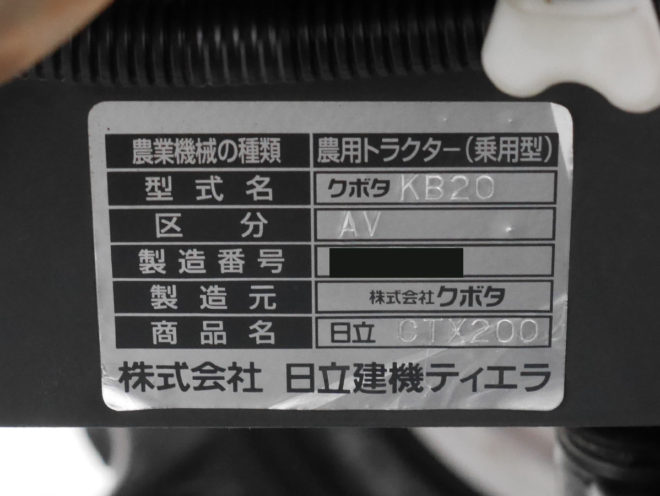 農業機械の種類 農用トラクター(乗用型)
型式名 クボタ KB20
区分 AV
製造番号
製造元 株式会社クボタ
商品名 日立 CTX200
株式会社 日立建機ティエラ